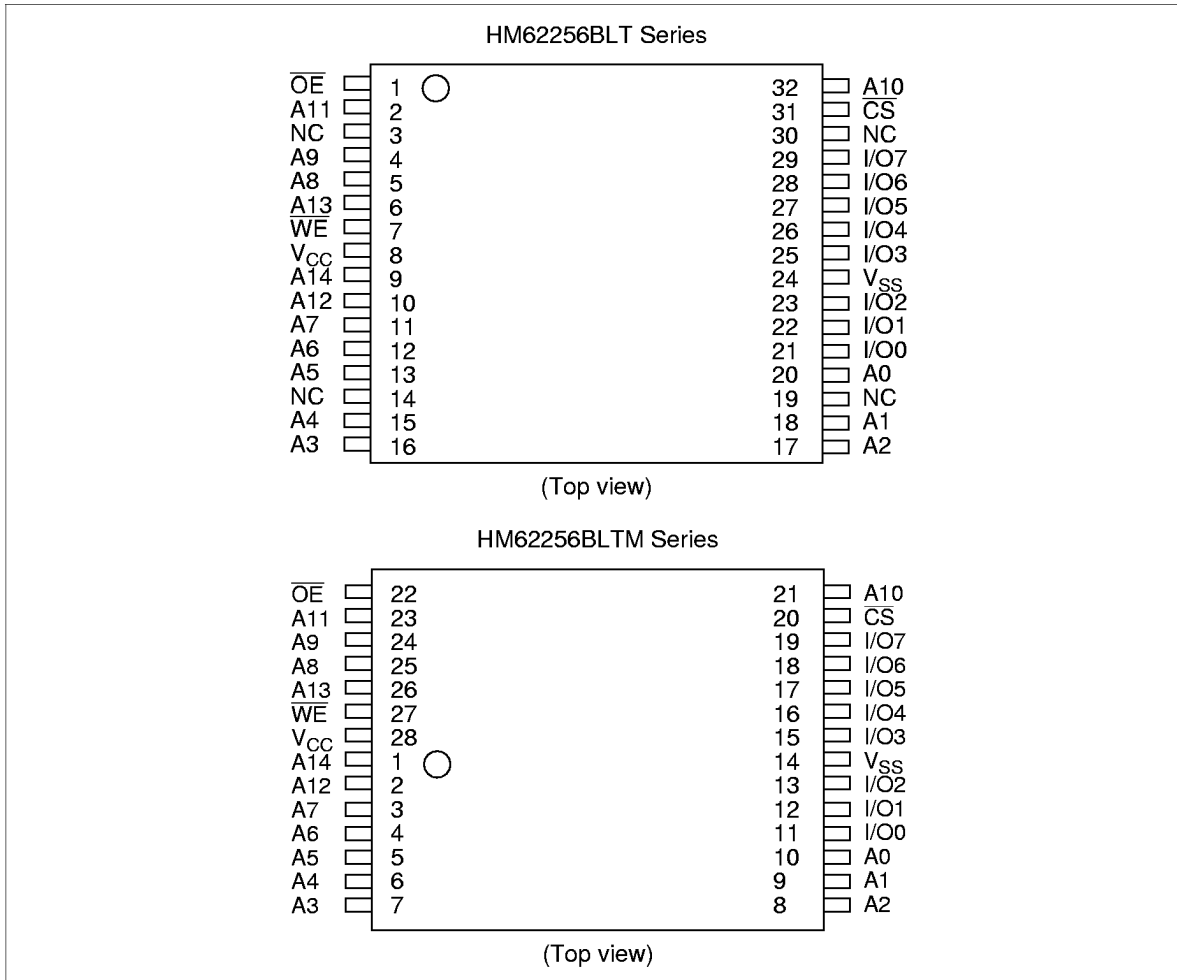 HM62256BLT Series
OE 1 32 A10
A11 2 31 CS
NC 3 30 NC
A9 4 29 I/O7
A8 5 28 I/O6
A13 6 27 I/O5
WE 7 26 I/O4
VCC 8 25 I/O3
A14 9 24 VSS
A12 10 23 I/O2
A7 11 22 I/O1
A6 12 21 I/O0
A5 13 20 A0
NC 14 19 NC
A4 15 18 A1
A3 16 17 A2
(Top view)
HM62256BLTM Series
OE 22 21 A10
A11 23 20 CS
A9 24 19 I/O7
A8 25 18 I/O6
A13 26 17 I/O5
WE 27 16 I/O4
VCC 28 15 I/O3
A14 1 14 VSS
A12 2 13 I/O2
A7 3 12 I/O1
A6 4 11 I/O0
A5 5 10 A0
A4 6 9 A1
A3 7 8 A2
(Top view)